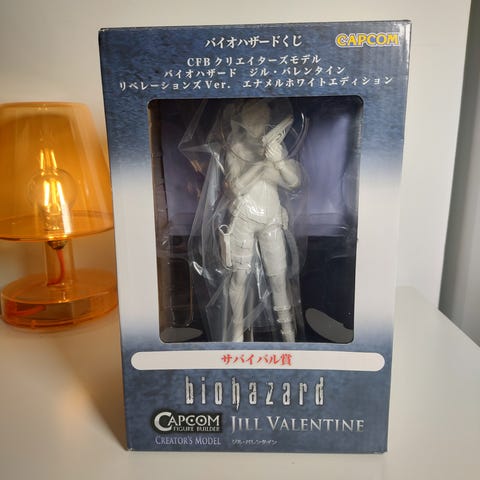 バイオハザードくじ
CAPCOM
CFBクリエイターズモデル
バイオハザード　ジル・バレンタイン
リベレーションズVer.　エナメルホワイトエディション
サバイバル賞
biohazard
CAPCOM
FIGURE BUILDER
CREATOR'S MODEL
JILL VALENTINE
ジル・バレンタイン